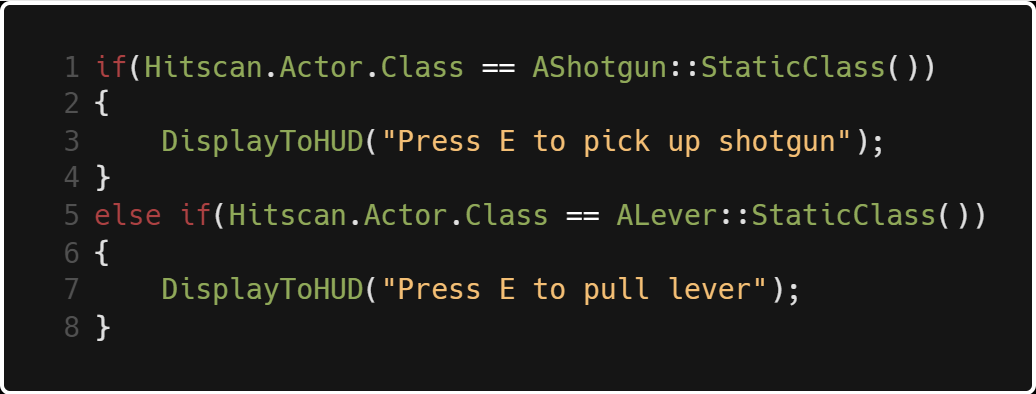 1 if(Hitscan.Actor.Class == AShotgun::StaticClass())
2 {
3     DisplayToHUD("Press E to pick up shotgun");
4 }
5 else if(Hitscan.Actor.Class == ALever::StaticClass())
6 {
7     DisplayToHUD("Press E to pull lever");
8 }